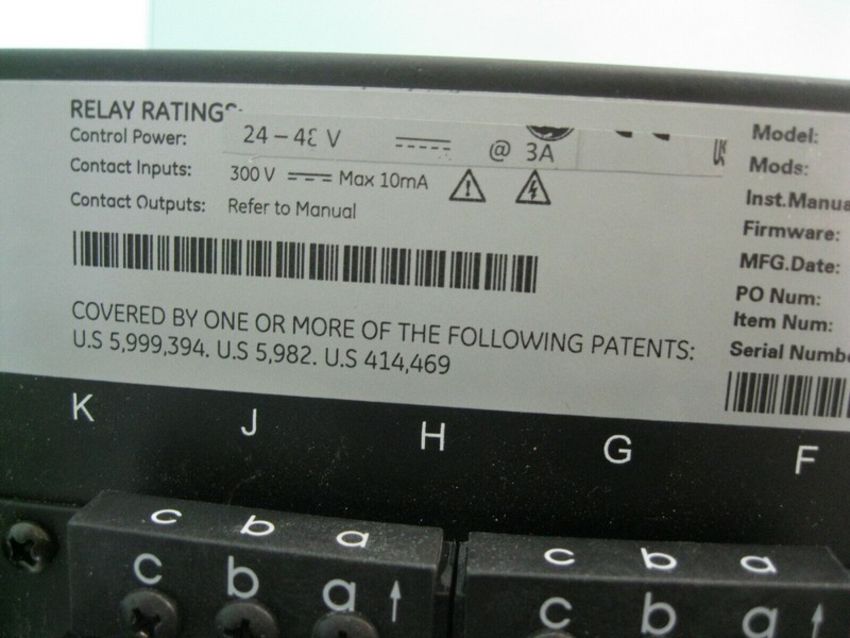 RELAY RATINGS:
Control Power: 24 – 48 V @ 3A
Contact Inputs: 300 V Max 10mA
Contact Outputs: Refer to Manual
COVERED BY ONE OR MORE OF THE FOLLOWING PATENTS:
U.S 5,999,394. U.S 5,982. U.S 414,469
Model:
Mods:
Inst.Manua
Firmware:
MFG.Date:
PO Num:
Item Num:
Serial Numbe
K J H G F
c b a c b a
c b a c b a